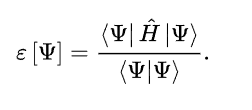 ε [Ψ] = ⟨Ψ| Ĥ |Ψ⟩ / ⟨Ψ|Ψ⟩ .